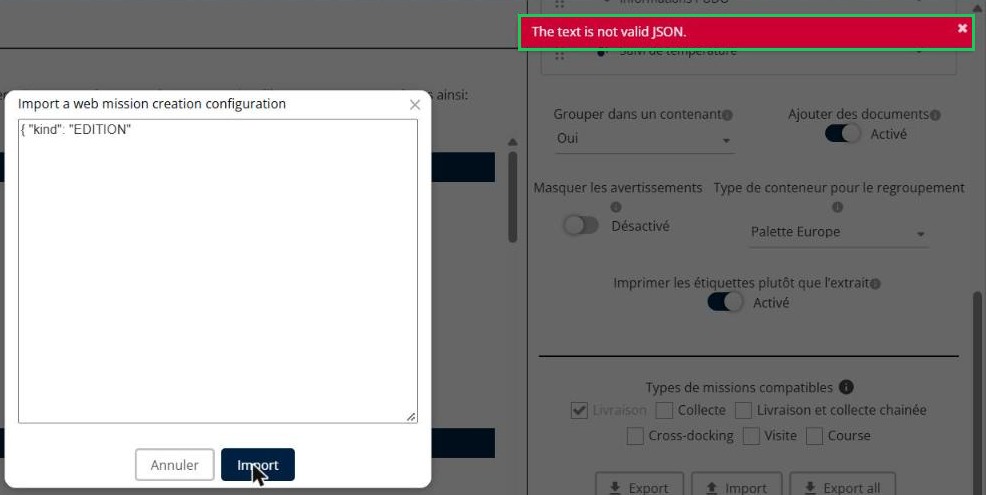 Informations PUDO
The text is not valid JSON.
Suivi de température
ainsi:
Import a web mission creation configuration
{ "kind": "EDITION"
Grouper dans un contenant
Ajouter des documents
Oui
Activé
Masquer les avertissements
Type de conteneur pour le regroupement
Désactivé
Palette Europe
Imprimer les étiquettes plutôt que l'extrait
Activé
Types de missions compatibles
Livraison Collecte Livraison et collecte chainée
Cross-docking Visite Course
Annuler Import
Export Import Export all